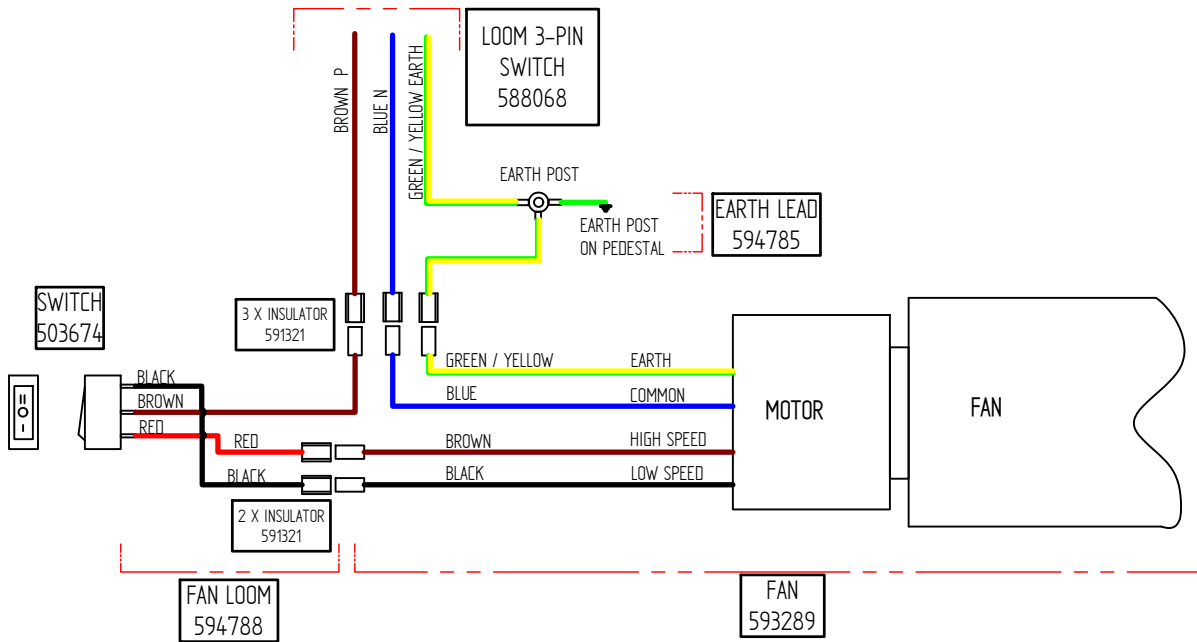 LOOM 3-PIN
SWITCH
588068
BROWN P
BLUE N
GREEN / YELLOW EARTH
EARTH POST
EARTH POST
ON PEDESTAL
EARTH LEAD
594785
SWITCH
503674
3 X INSULATOR
591321
GREEN / YELLOW
EARTH
BLUE
COMMON
BLACK
BROWN
RED
RED
BROWN
HIGH SPEED
BLACK
BLACK
LOW SPEED
MOTOR
FAN
2 X INSULATOR
591321
FAN LOOM
594788
FAN
593289